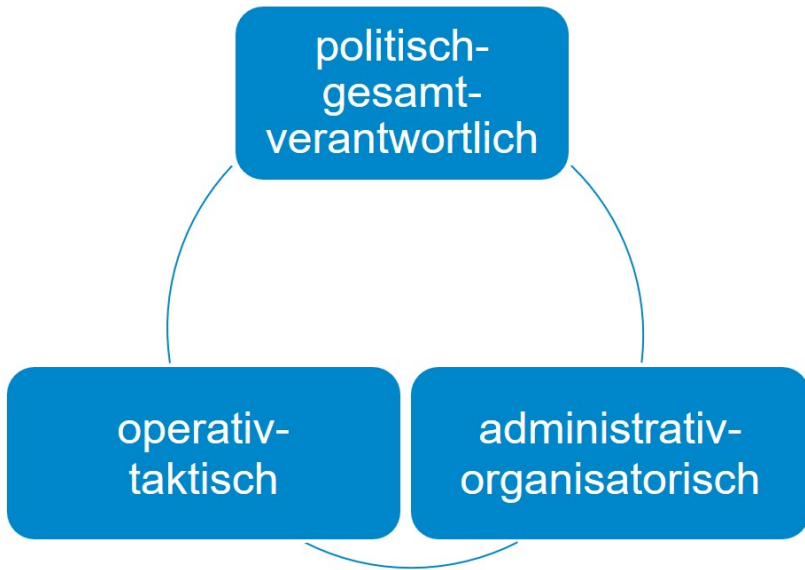 politisch-
gesamt-
verantwortlich
operativ-
taktisch
administrativ-
organisatorisch